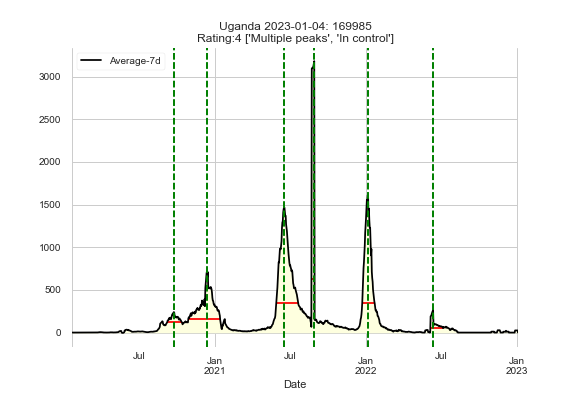 Uganda 2023-01-04: 169985
Rating:4 ['Multiple peaks', 'In control']
Average-7d
3000
2500
2000
1500
1000
500
0
Jul
Jan
2021
Jul
Jan
2022
Jul
Jan
2023
Date